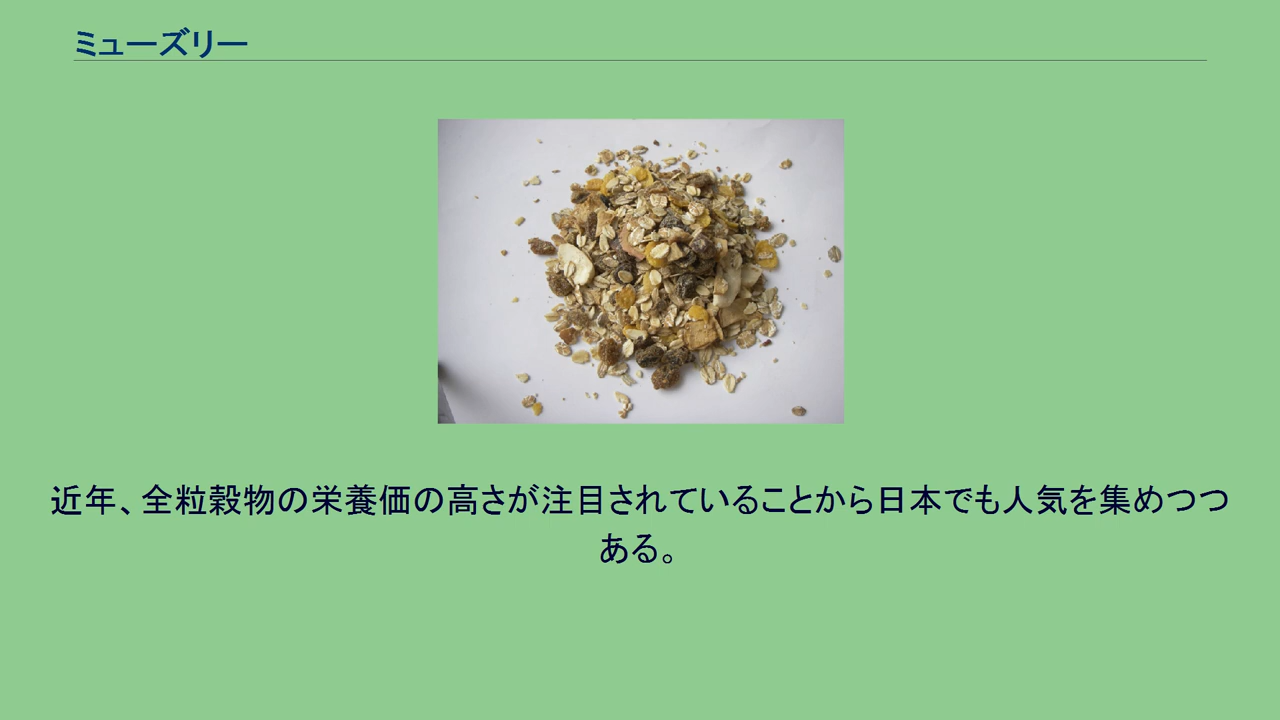 ミューズリー
近年、全粒穀物の栄養価の高さが注目されていることから日本でも人気を集めつつ
ある。